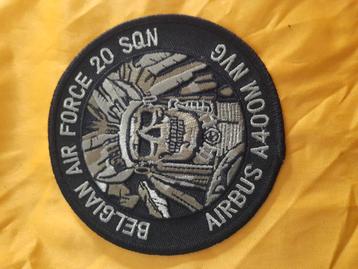 BELGIAN AIR FORCE 20 SQN
AIRBUS A400M NVG